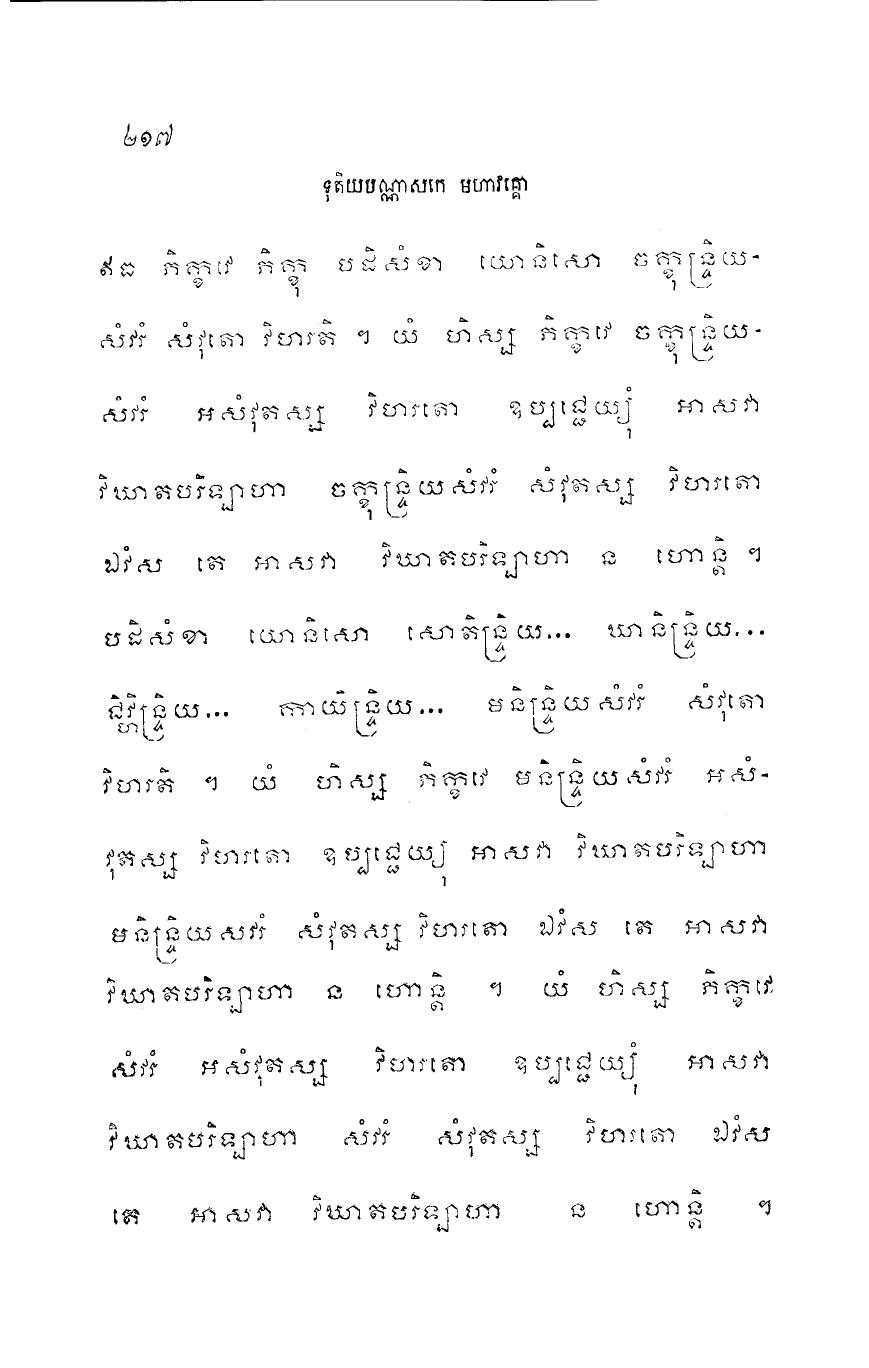 ២១៧
ទុតិយបណ្ណាសកេ មហាវគ្គោ
ឥធ ភិក្ខវេ ភិក្ខុ បដិសំខា យោនិសោ ចក្ខុន្ទ្រិយ-
សំវរំ សំវុតោ វិហរតិ ។ យំ ហិស្ស ភិក្ខវេ ចក្ខុន្ទ្រិយ-
សំវរំ អសំវុតស្ស វិហរតោ ឧប្បជ្ជេយ្យុំ អាសវា
វិឃាតបរិឡាហា ចក្ខុន្ទ្រិយសំវរំ សំវុតស្ស វិហរតោ
ឯវំស តេ អាសវា វិឃាតបរិឡាហា ន ហោន្តិ ។
បដិសំខា យោនិសោ សោតិន្ទ្រិយ... ឃានិន្ទ្រិយ...
ជិវ្ហិន្ទ្រិយ... កាយិន្ទ្រិយ... មនិន្ទ្រិយសំវរំ សំវុតោ
វិហរតិ ។ យំ ហិស្ស ភិក្ខវេ មនិន្ទ្រិយសំវរំ អសំ-
វុតស្ស វិហរតោ ឧប្បជ្ជេយ្យុំ អាសវា វិឃាតបរិឡាហា
មនិន្ទ្រិយសវរំ សំវុតស្ស វិហរតោ ឯវំស តេ អាសវា
វិឃាតបរិឡាហា ន ហោន្តិ ។ យំ ហិស្ស ភិក្ខវេ
សំវរំ អសំវុតស្ស វិហរតោ ឧប្បជ្ជេយ្យុំ អាសវា
វិឃាតបរិឡាហា សំវរំ សំវុតស្ស វិហរតោ ឯវំស
តេ អាសវា វិឃាតបរិឡាហា ន ហោន្តិ ។